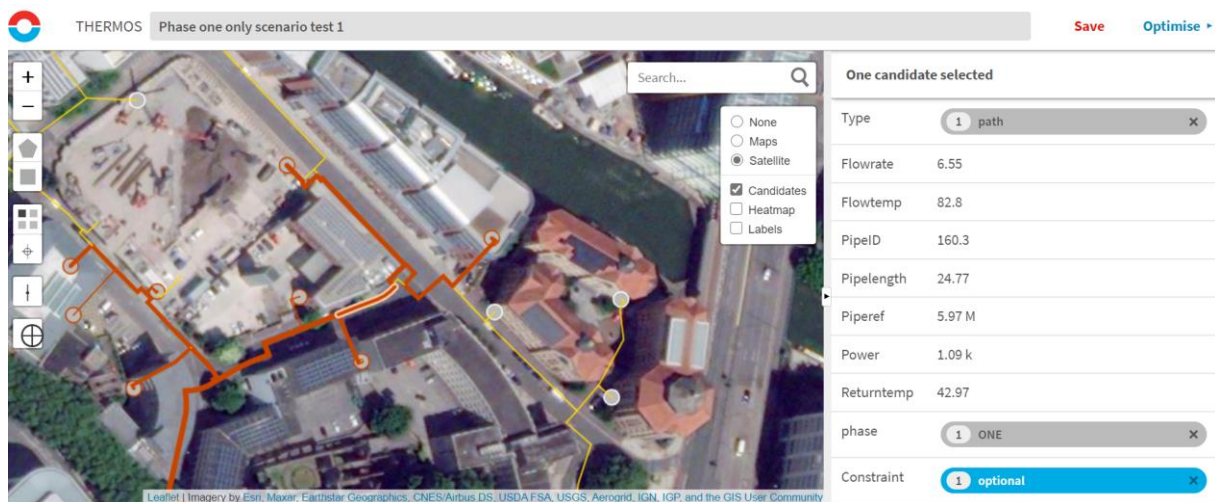 THERMOS Phase one only scenario test 1 Save Optimise ▸
+
−
Search...
None
Maps
Satellite
Candidates
Heatmap
Labels
Leaflet | Imagery by Esri, Maxar, Earthstar Geographics, CNES/Airbus DS, USDA FSA, USGS, Aerogrid, IGN, IGP, and the GIS User Community
One candidate selected
Type 1 path ×
Flowrate 6.55
Flowtemp 82.8
PipeID 160.3
Pipelength 24.77
Piperef 5.97 M
Power 1.09 k
Returntemp 42.97
phase 1 ONE ×
Constraint 1 optional ×